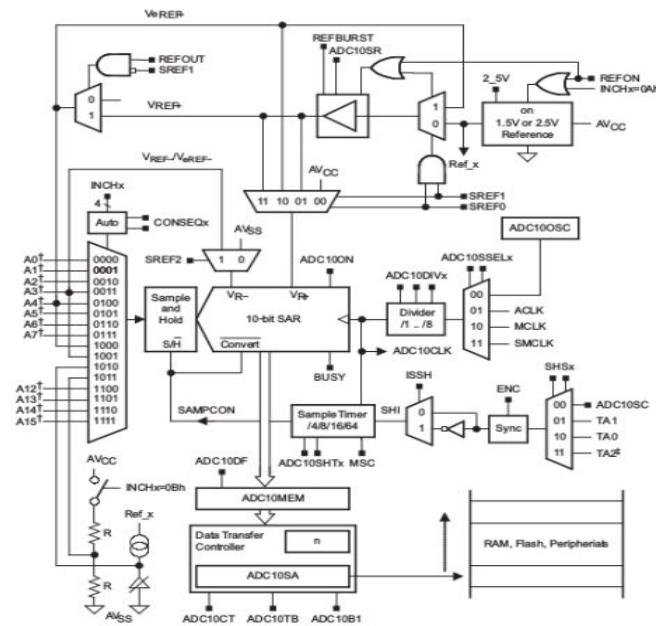 VeREF+
REFBURST
ADC10SR
REFOUT
SREF1
2_5V
REFON
INCHx=0Ah
0
1
VREF+
1
0
on
1.5V or 2.5V
Reference
AVCC
Ref_x
VREF-/VeREF-
AVCC
INCHx
4
11 10 01 00
SREF1
SREF0
Auto
CONSEQx
AVSS
ADC10OSC
SREF2
1 0
ADC10ON
ADC10SSELx
A0† 0000
A1† 0001
A2† 0010
A3† 0011
A4† 0100
A5† 0101
A6† 0110
A7† 0111
1000
1001
1010
1011
A12† 1100
A13† 1101
A14† 1110
A15† 1111
Sample
and
Hold
S/H
VR-
VR+
10-bit SAR
Convert
ADC10DIVx
Divider
/1 .. /8
00
01 ACLK
10 MCLK
11 SMCLK
ADC10CLK
BUSY
ISSH
ENC
SHSx
SAMPCON
Sample Timer
/4/8/16/64
SHI
0
1
Sync
00 ADC10SC
01 TA1
10 TA0
11 TA2‡
ADC10DF
ADC10SHTx
MSC
AVCC
INCHx=0Bh
Ref_x
R
R
AVSS
ADC10MEM
Data Transfer
Controller
n
RAM, Flash, Peripherials
ADC10SA
ADC10CT
ADC10TB
ADC10B1